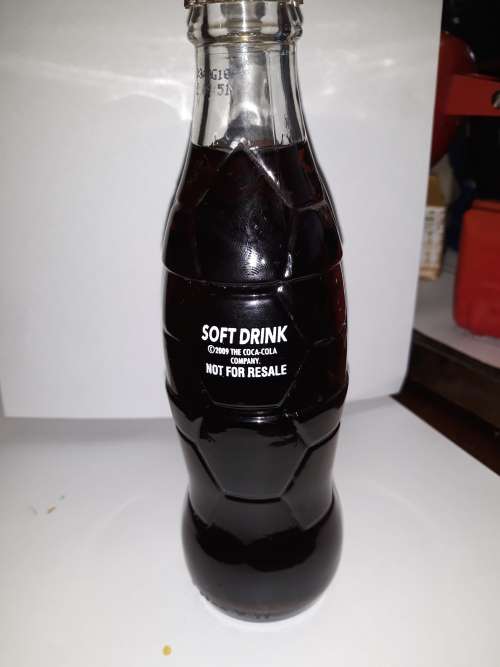 SOFT DRINK
©2009 THE COCA-COLA
COMPANY.
NOT FOR RESALE